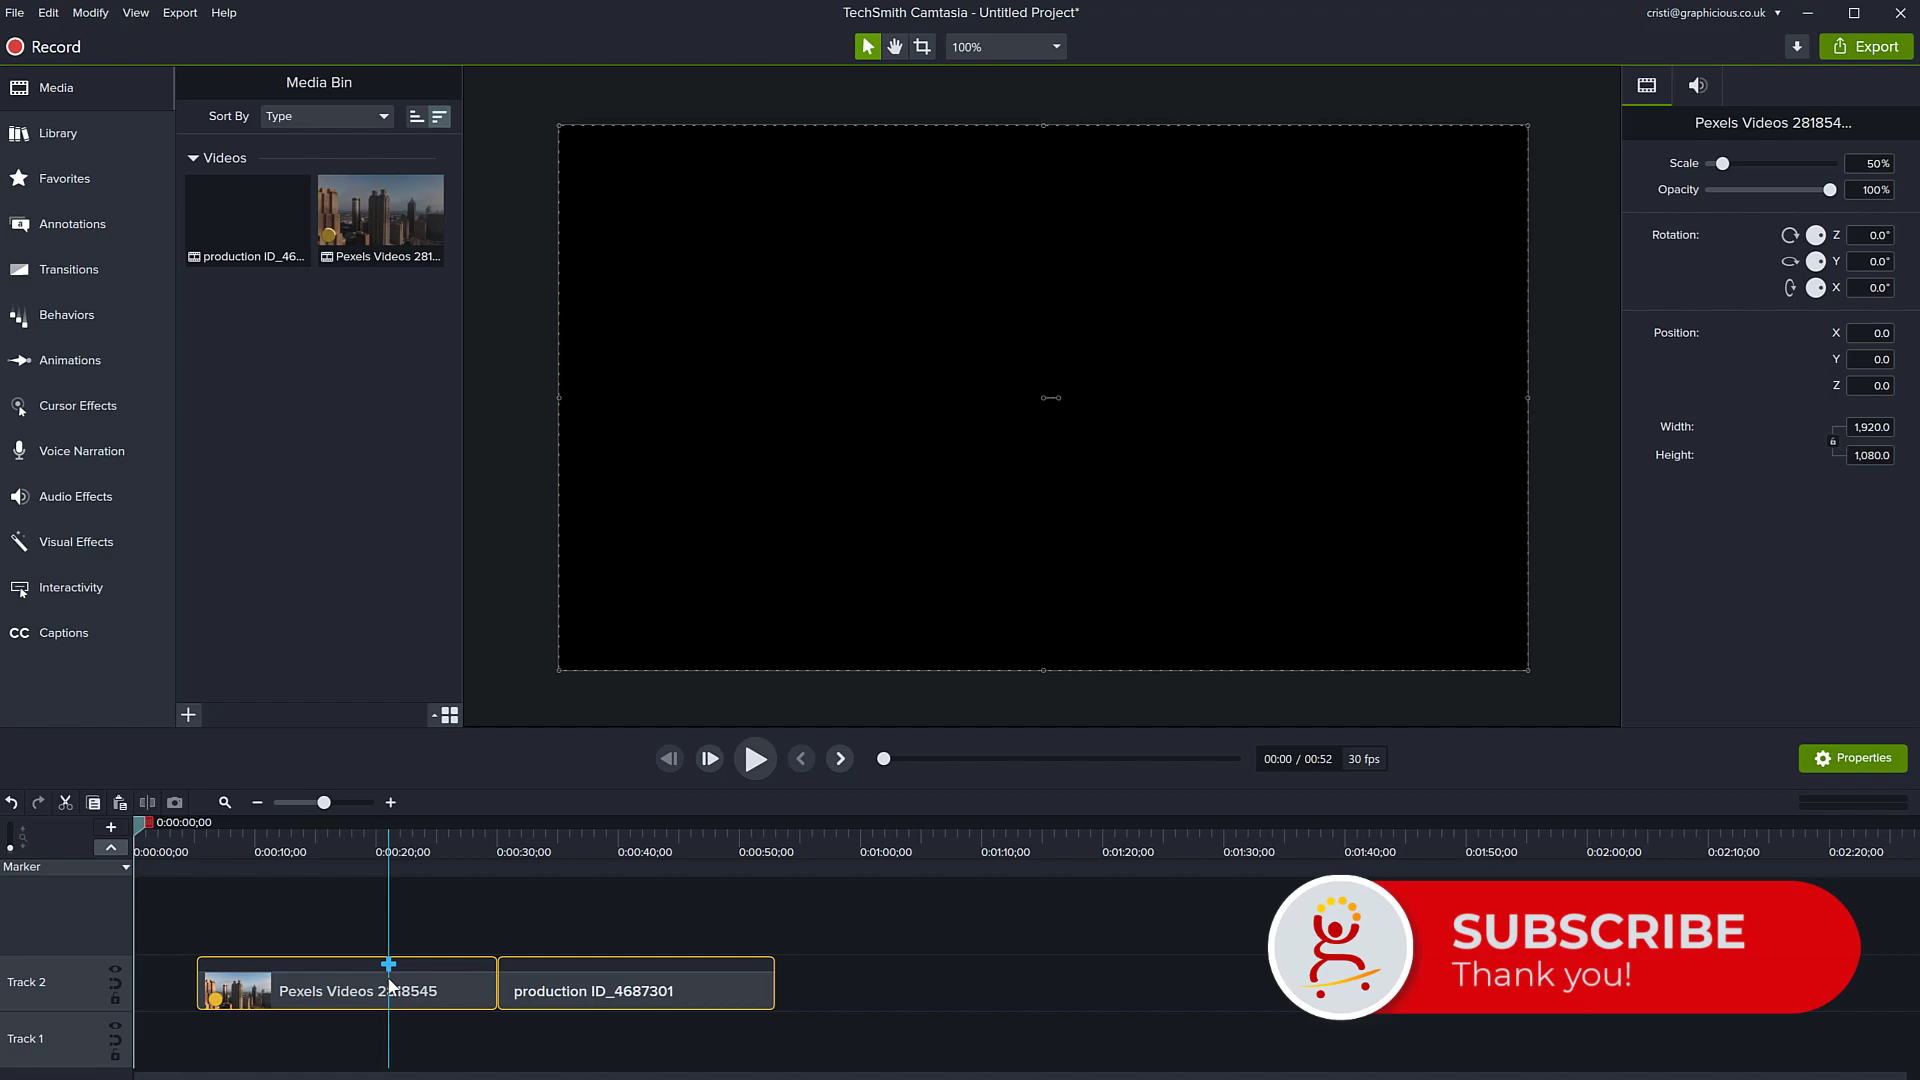 File Edit Modify View Export Help
TechSmith Camtasia - Untitled Project*
cristi@graphicious.co.uk
Record
100%
Export
Media
Library
Favorites
Annotations
Transitions
Behaviors
Animations
Cursor Effects
Voice Narration
Audio Effects
Visual Effects
Interactivity
CC Captions
Media Bin
Sort By Type
Videos
production ID_46...
Pexels Videos 281...
Pexels Videos 281854...
Scale 50%
Opacity 100%
Rotation: Z 0.0°
Y 0.0°
X 0.0°
Position: X 0.0
Y 0.0
Z 0.0
Width: 1,920.0
Height: 1,080.0
00:00 / 00:52 30 fps
Properties
0:00:00;00
0:00:00;00 0:00:10;00 0:00:20;00 0:00:30;00 0:00:40;00 0:00:50;00 0:01:00;00 0:01:10;00 0:01:20;00 0:01:30;00 0:01:40;00 0:01:50;00 0:02:00;00 0:02:10;00 0:02:20;00
Marker
Track 2
Pexels Videos 2818545
production ID_4687301
Track 1
SUBSCRIBE
Thank you!